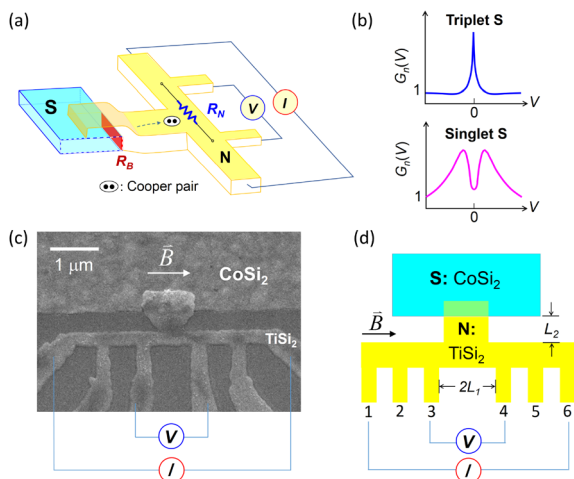 (a)
S
R_B
R_N
N
V
I
: Cooper pair
(b)
Triplet S
G_n(V)
1
0
V
Singlet S
G_n(V)
1
0
V
(c)
1 μm
B⃗
CoSi₂
TiSi₂
V
I
(d)
S: CoSi₂
B⃗
N:
TiSi₂
L₂
2L₁
1 2 3 4 5 6
V
I